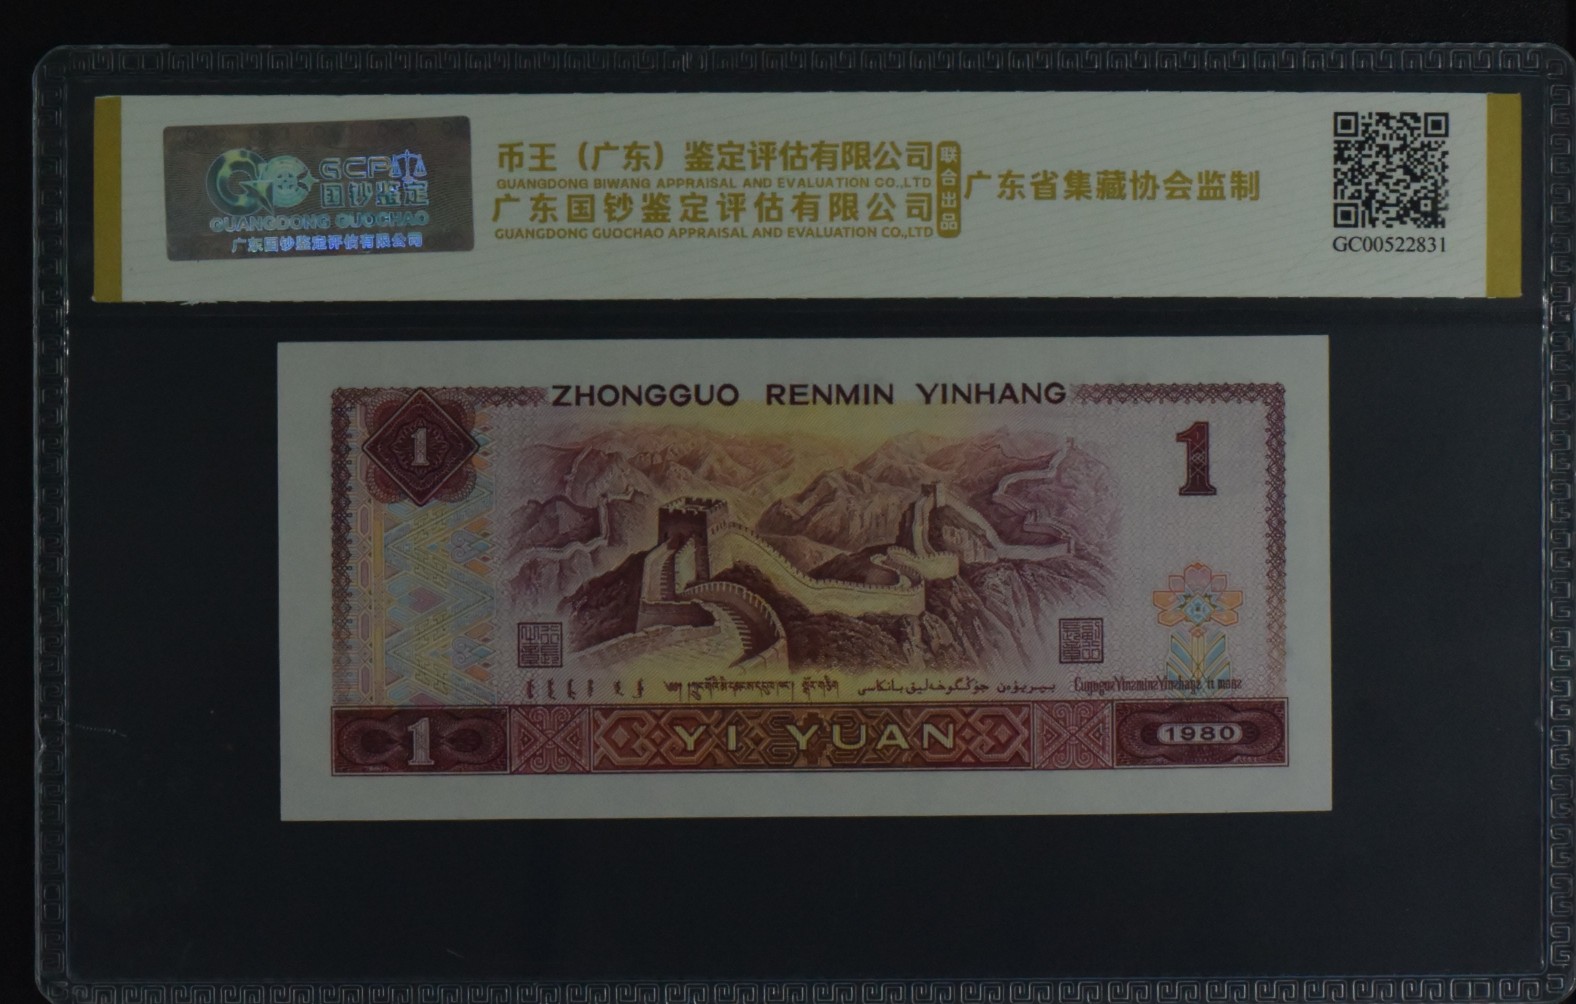 GCP
国钞鉴定
GUANGDONG GUOCHAO
广东国钞鉴定评估有限公司
币王（广东）鉴定评估有限公司
GUANGDONG BIWANG APPRAISAL AND EVALUATION CO.,LTD
广东国钞鉴定评估有限公司
GUANGDONG GUOCHAO APPRAISAL AND EVALUATION CO.,LTD
联合出品
广东省集藏协会监制
GC00522831
ZHONGGUO RENMIN YINHANG
1
1
1
YI YUAN
1980